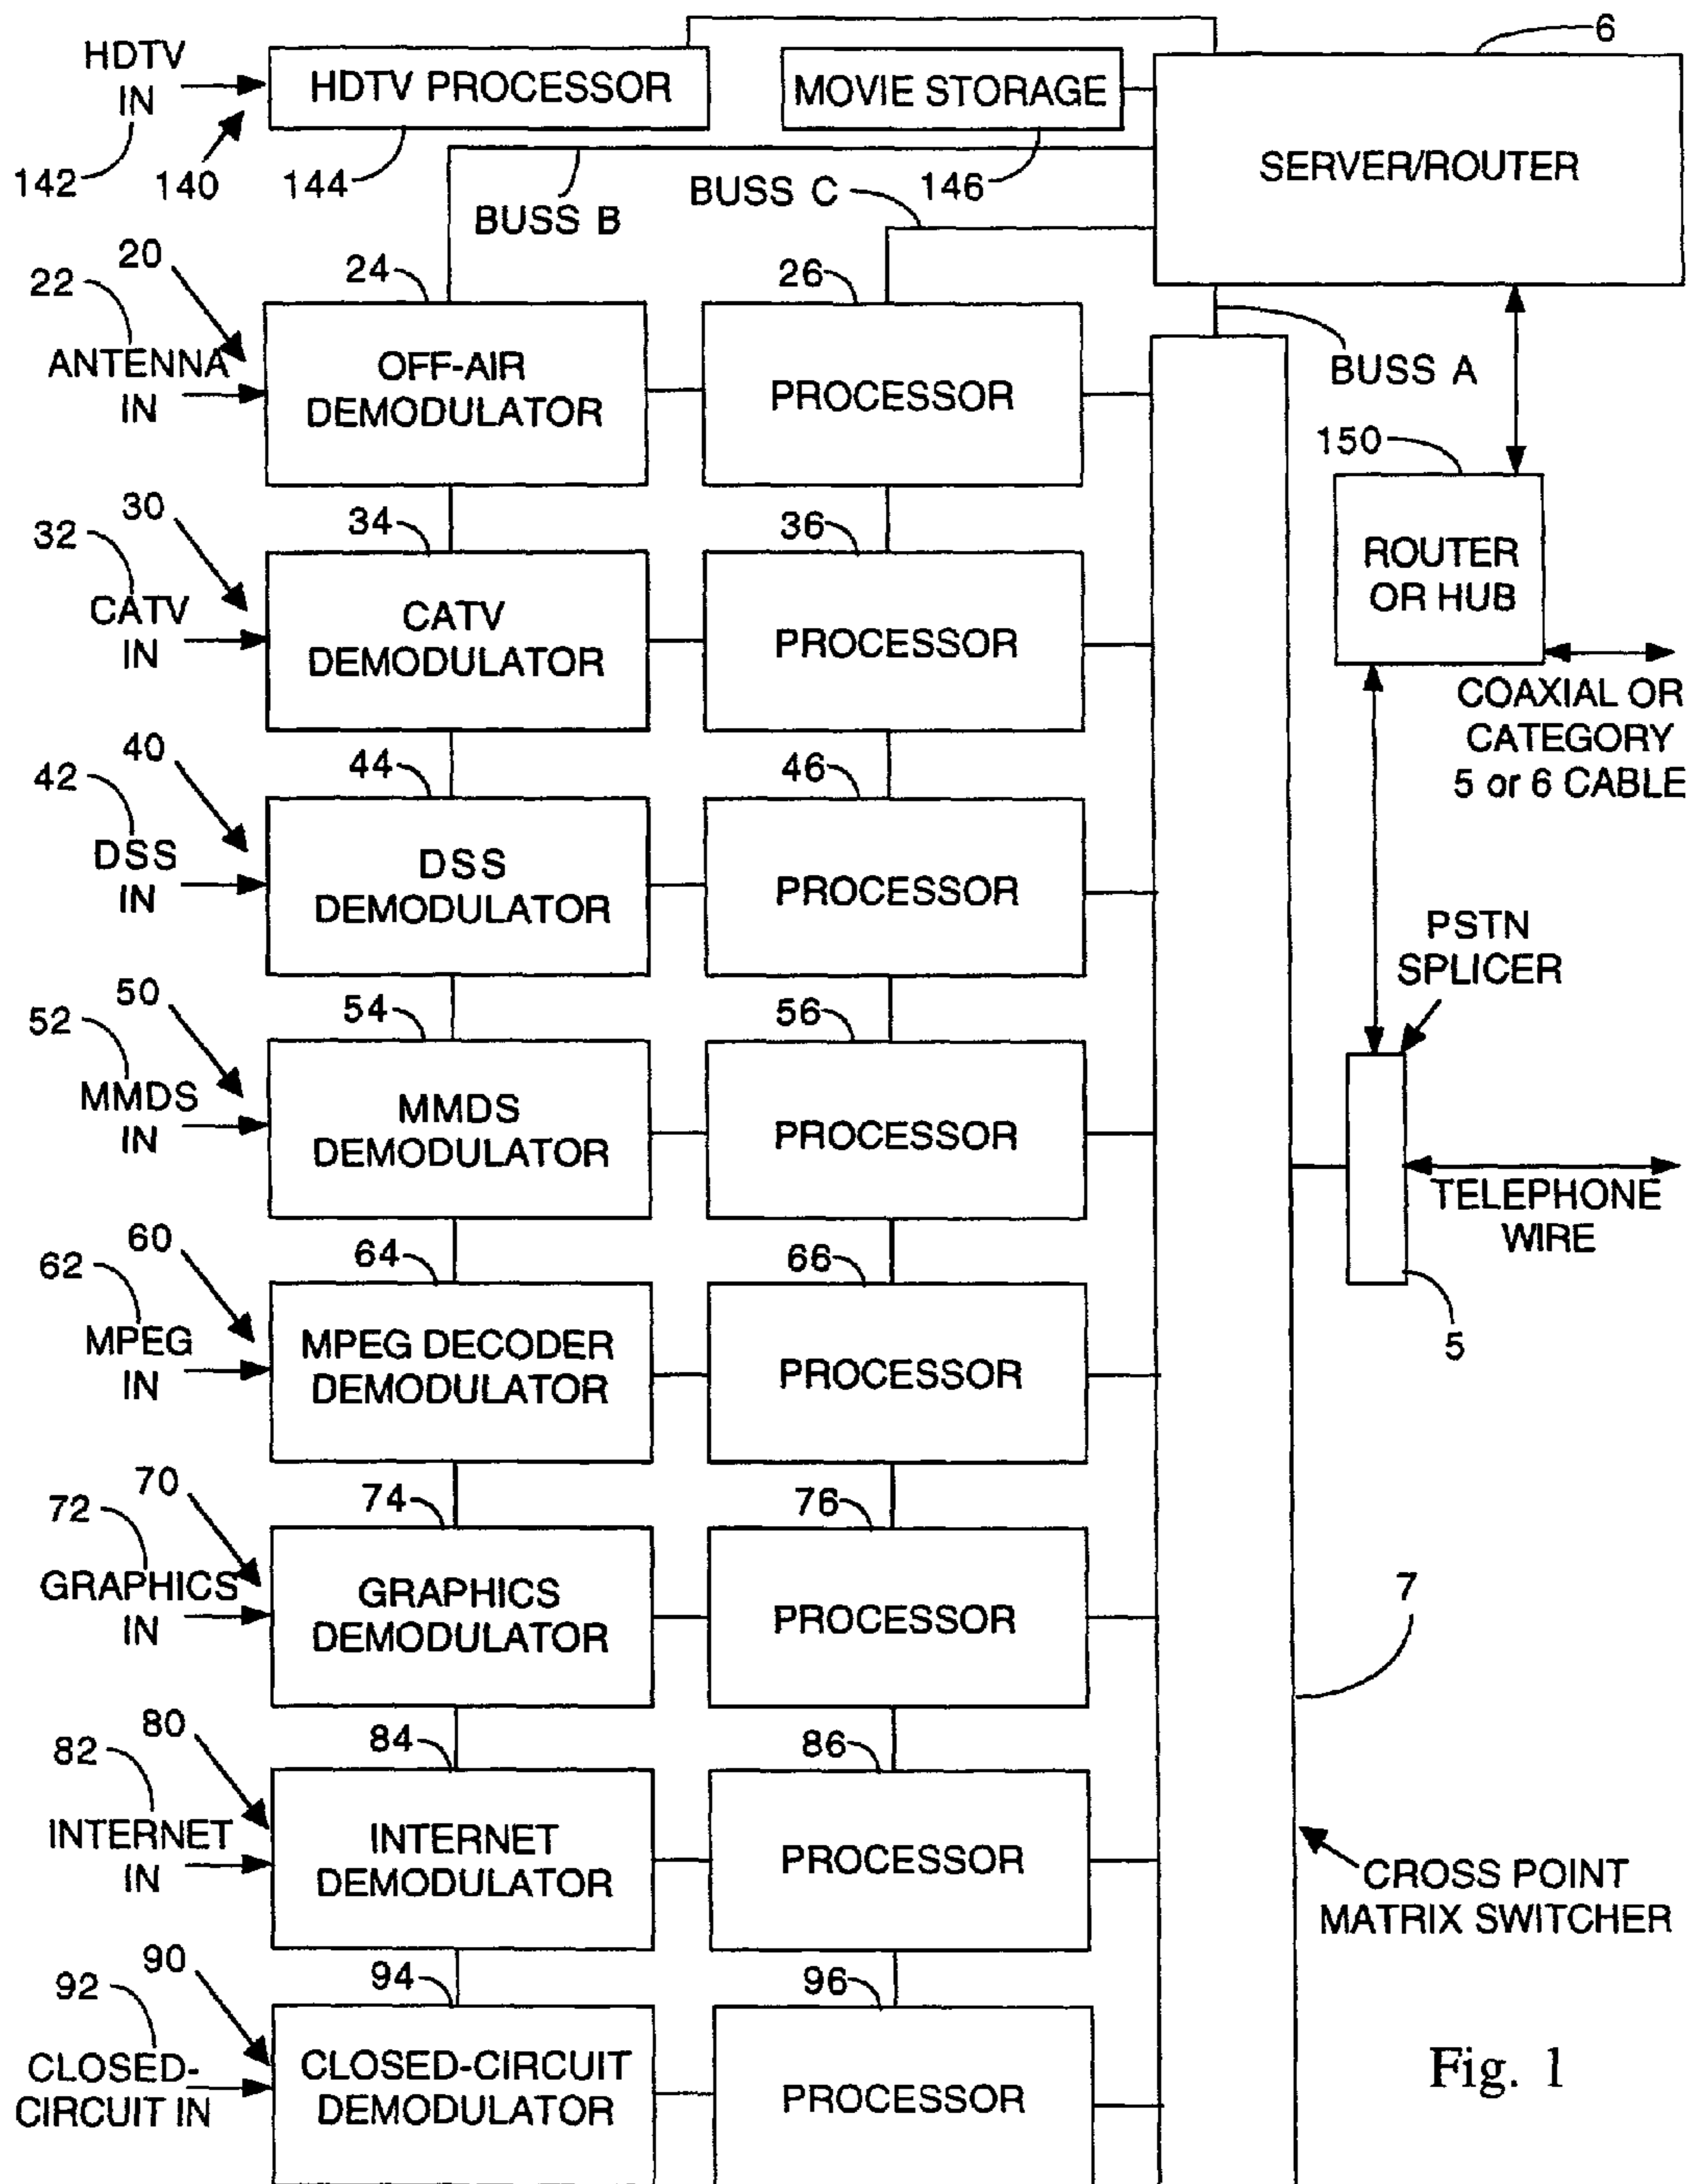 HDTV
IN
HDTV PROCESSOR
MOVIE STORAGE
6
SERVER/ROUTER
142
140
144
146
BUSS B
BUSS C
BUSS A
20
22
24
26
ANTENNA
IN
OFF-AIR
DEMODULATOR
PROCESSOR
150
ROUTER
OR HUB
COAXIAL OR
CATEGORY
5 or 6 CABLE
30
32
34
36
CATV
IN
CATV
DEMODULATOR
PROCESSOR
40
42
44
46
DSS
IN
DSS
DEMODULATOR
PROCESSOR
PSTN
SPLICER
50
52
54
56
MMDS
IN
MMDS
DEMODULATOR
PROCESSOR
TELEPHONE
WIRE
5
60
62
64
66
MPEG
IN
MPEG DECODER
DEMODULATOR
PROCESSOR
70
72
74
76
GRAPHICS
IN
GRAPHICS
DEMODULATOR
PROCESSOR
7
80
82
84
86
INTERNET
IN
INTERNET
DEMODULATOR
PROCESSOR
CROSS POINT
MATRIX SWITCHER
90
92
94
96
CLOSED-
CIRCUIT IN
CLOSED-CIRCUIT
DEMODULATOR
PROCESSOR
Fig. 1